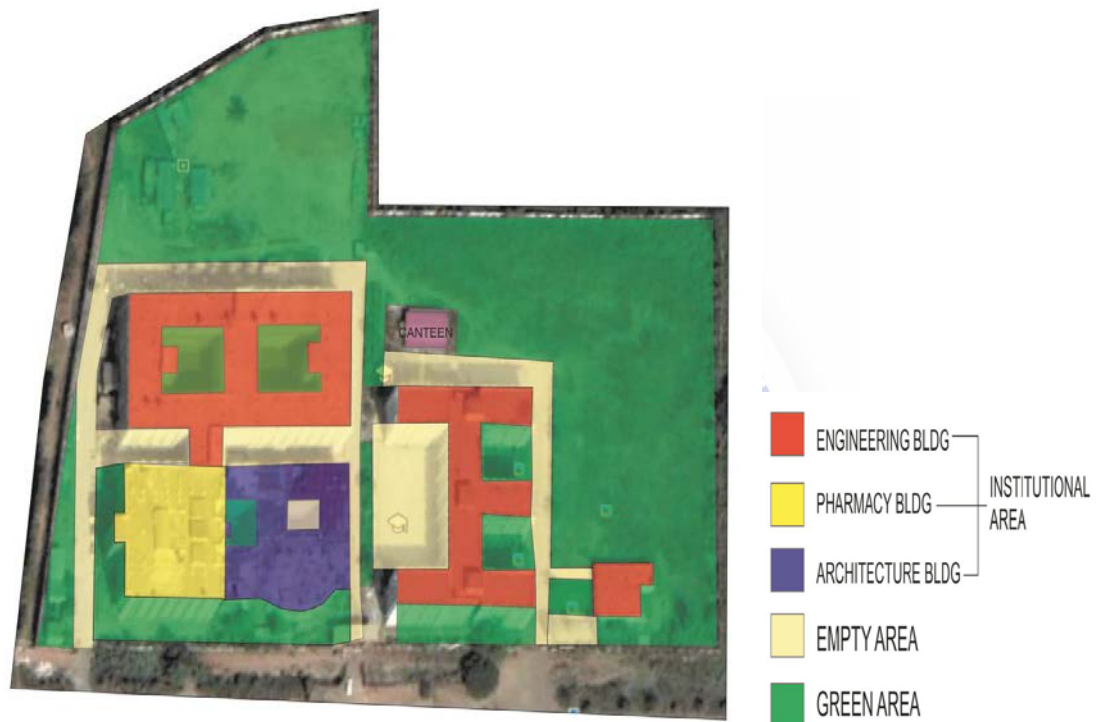 CANTEEN
ENGINEERING BLDG
PHARMACY BLDG
INSTITUTIONAL
AREA
ARCHITECTURE BLDG
EMPTY AREA
GREEN AREA